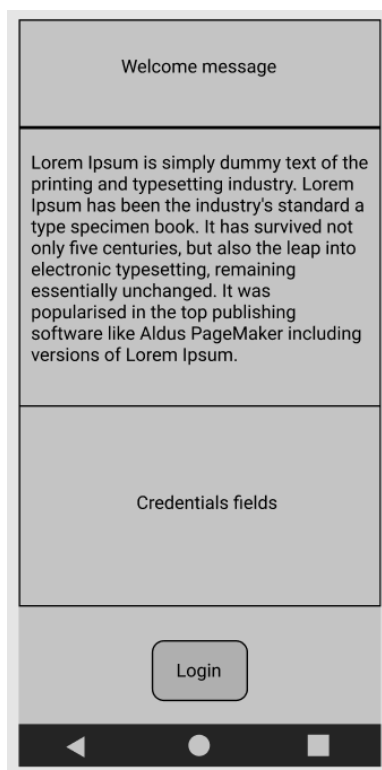 Welcome message
Lorem Ipsum is simply dummy text of the
printing and typesetting industry. Lorem
Ipsum has been the industry's standard a
type specimen book. It has survived not
only five centuries, but also the leap into
electronic typesetting, remaining
essentially unchanged. It was
popularised in the top publishing
software like Aldus PageMaker including
versions of Lorem Ipsum.
Credentials fields
Login